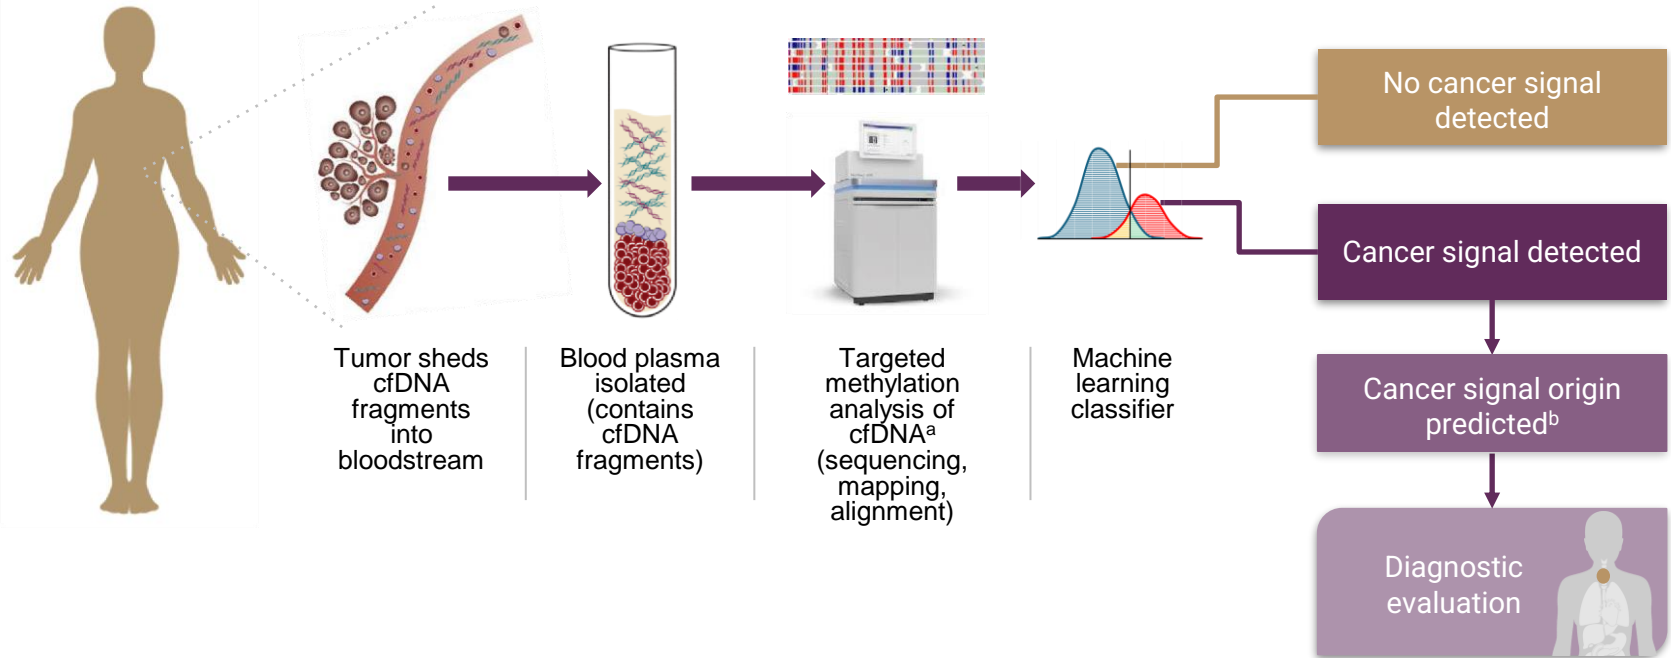 Tumor sheds
cfDNA
fragments
into
bloodstream
Blood plasma
isolated
(contains
cfDNA
fragments)
Targeted
methylation
analysis of
cfDNAᵃ
(sequencing,
mapping,
alignment)
Machine
learning
classifier
No cancer signal
detected
Cancer signal detected
Cancer signal origin
predictedᵇ
Diagnostic
evaluation